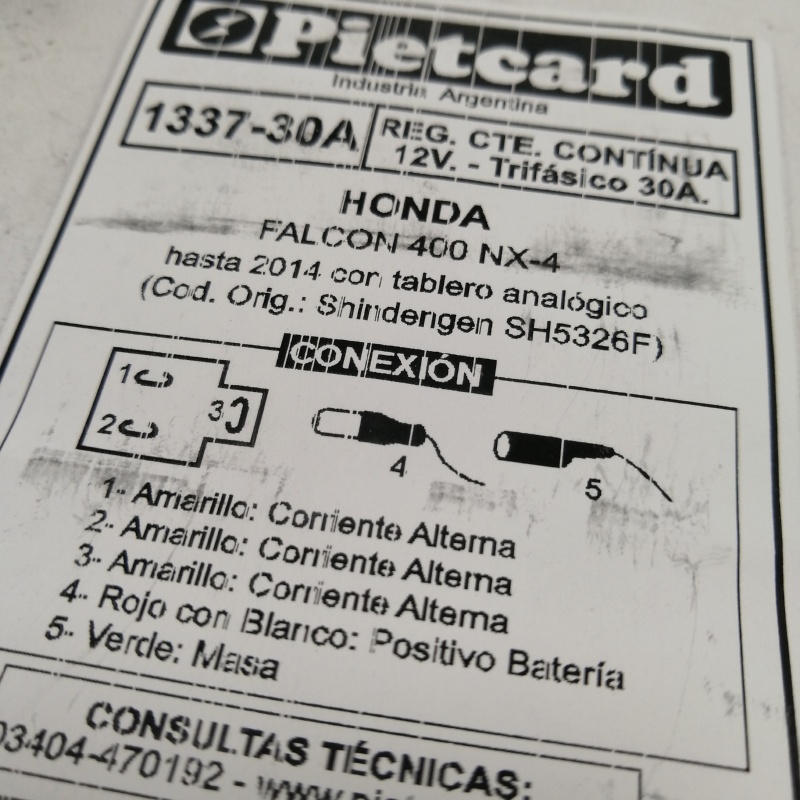 Pietcard
Industria Argentina
1337-30A
REG. CTE. CONTÍNUA
12V. - Trifásico 30A.
HONDA
FALCON 400 NX-4
hasta 2014 con tablero analógico
(Cod. Orig.: Shindengen SH5326F)
CONEXIÓN
1
2
3
4
5
1- Amarillo: Corriente Alterna
2- Amarillo: Corriente Alterna
3- Amarillo: Corriente Alterna
4- Rojo con Blanco: Positivo Batería
5- Verde: Masa
CONSULTAS TÉCNICAS:
03404-470192 -